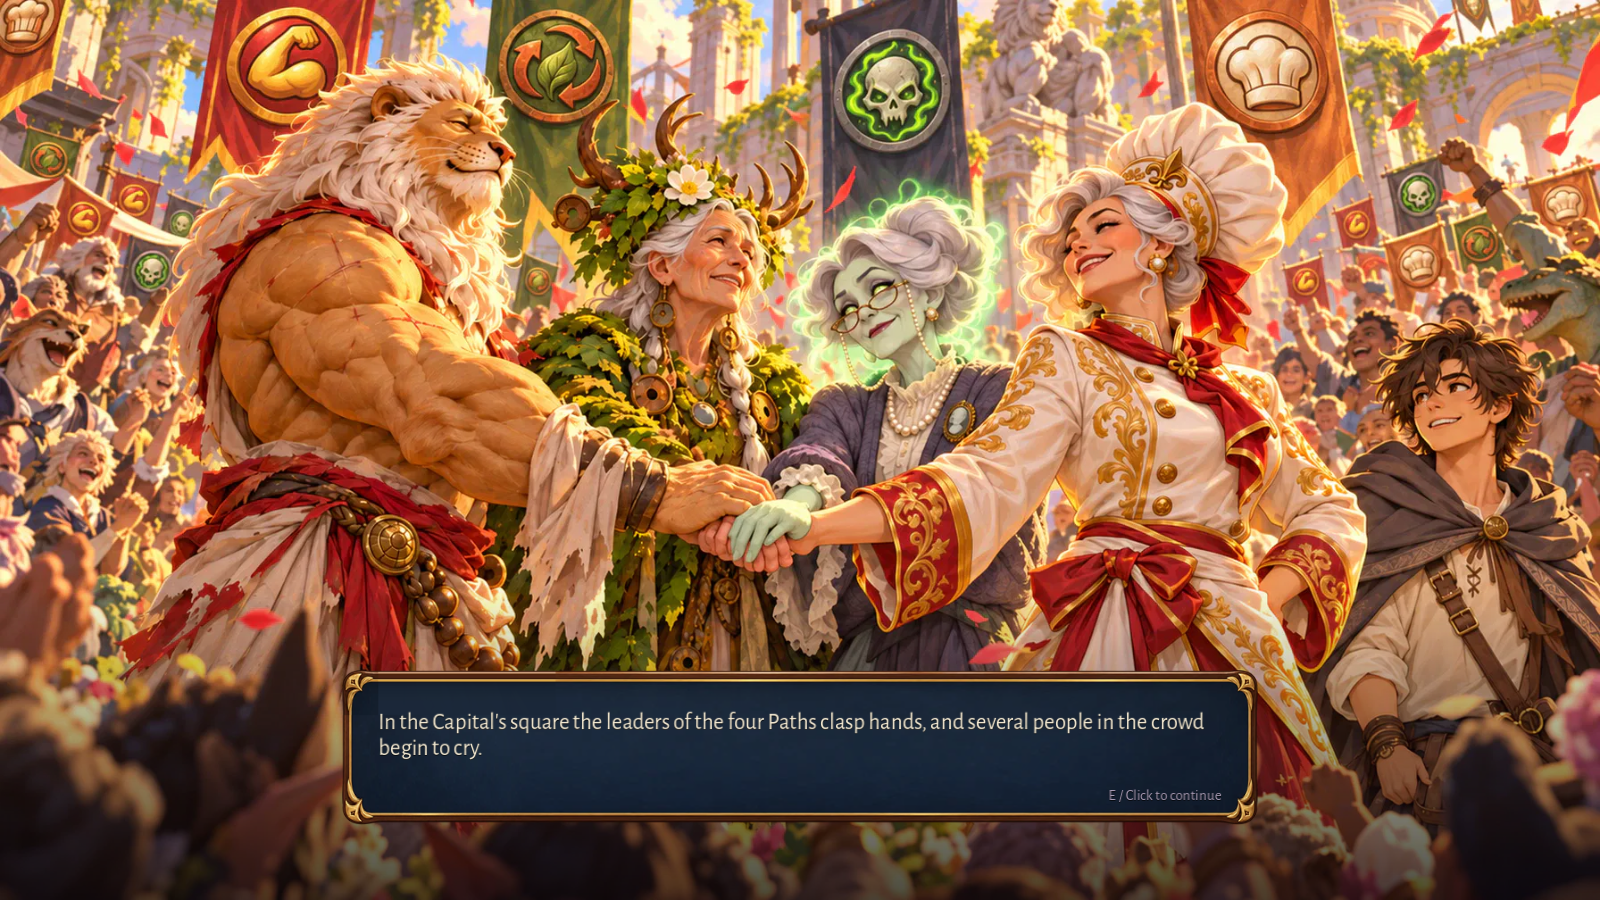 In the Capital's square the leaders of the four Paths clasp hands, and several people in the crowd
begin to cry.
E / Click to continue